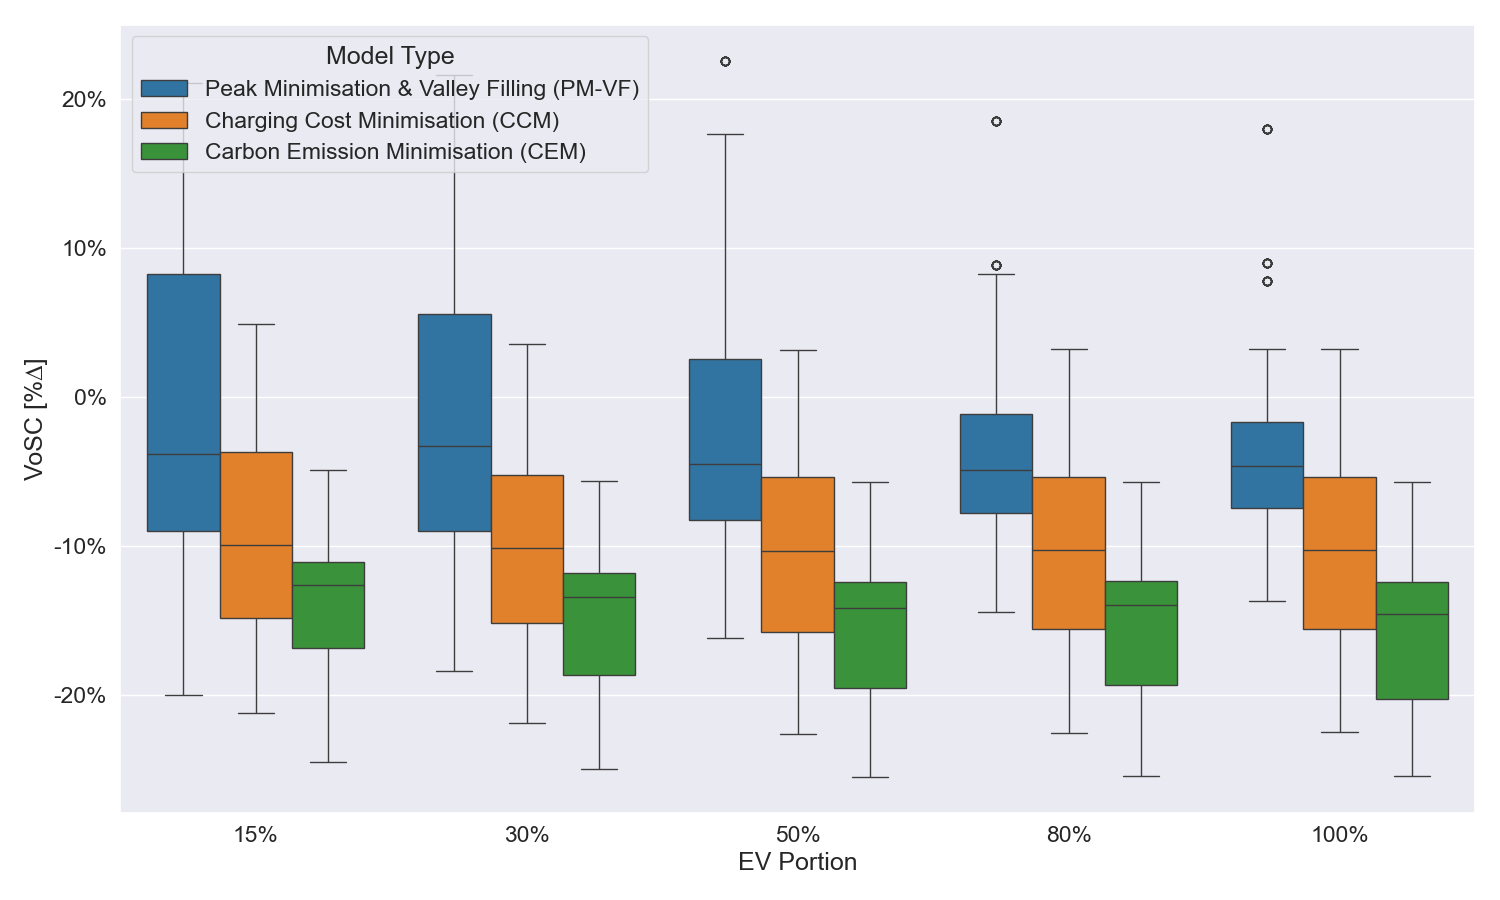 Model Type
Peak Minimisation & Valley Filling (PM-VF)
Charging Cost Minimisation (CCM)
Carbon Emission Minimisation (CEM)
20%
10%
0%
-10%
-20%
VoSC [%Δ]
15% 30% 50% 80% 100%
EV Portion